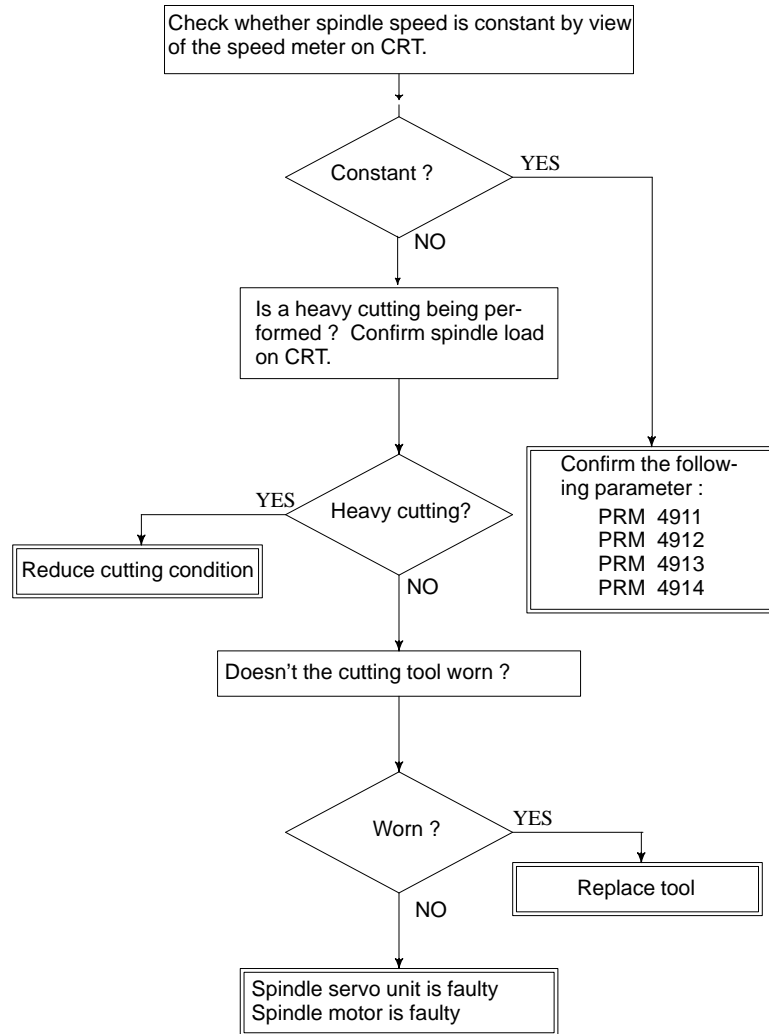 Check whether spindle speed is constant by view
of the speed meter on CRT.
Constant ?
YES
NO
Is a heavy cutting being per-
formed ? Confirm spindle load
on CRT.
Confirm the follow-
ing parameter :
PRM 4911
PRM 4912
PRM 4913
PRM 4914
YES
Heavy cutting?
Reduce cutting condition
NO
Doesn't the cutting tool worn ?
Worn ?
YES
Replace tool
NO
Spindle servo unit is faulty
Spindle motor is faulty